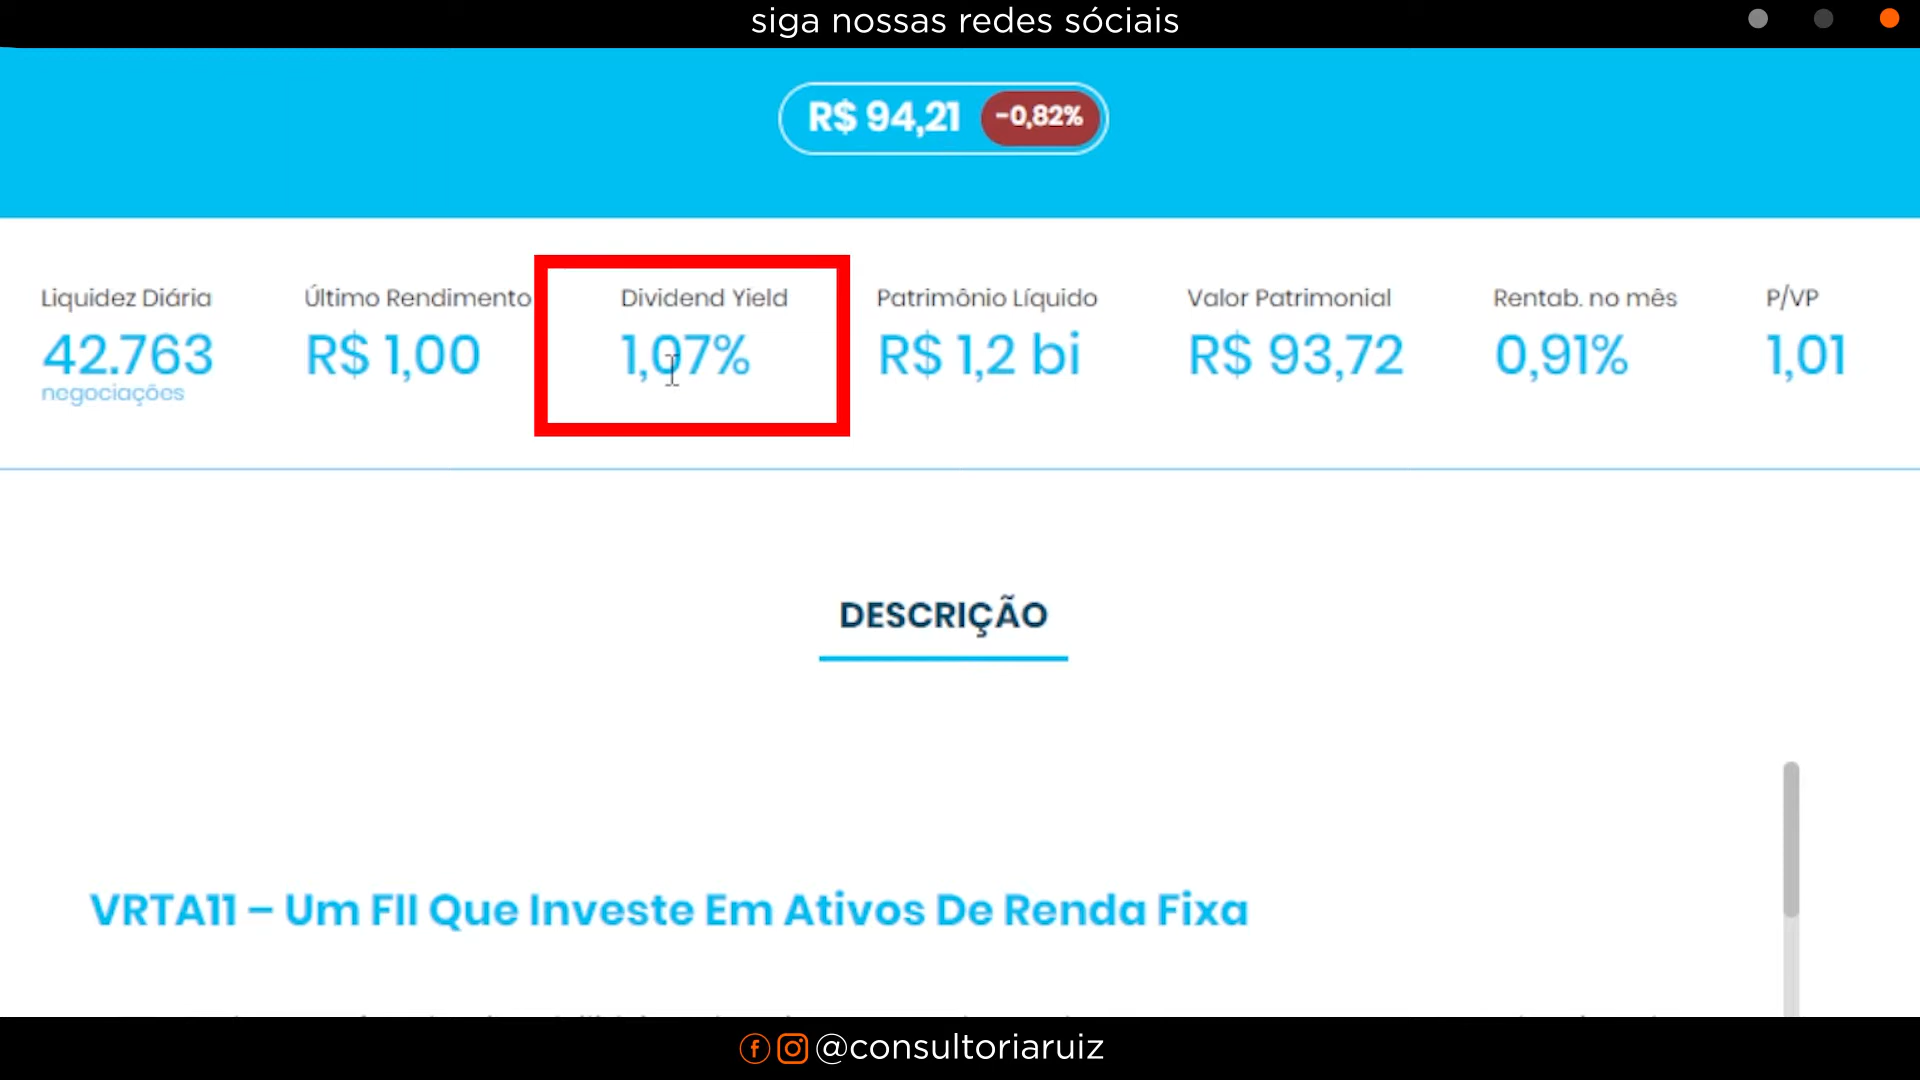 siga nossas redes sóciais
R$ 94,21 -0,82%
Liquidez Diária Último Rendimento Dividend Yield Patrimônio Líquido Valor Patrimonial Rentab. no mês P/VP
42.763 R$ 1,00 1,07% R$ 1,2 bi R$ 93,72 0,91% 1,01
negociações
DESCRIÇÃO
VRTA11 – Um FII Que Investe Em Ativos De Renda Fixa
@consultoriaruiz